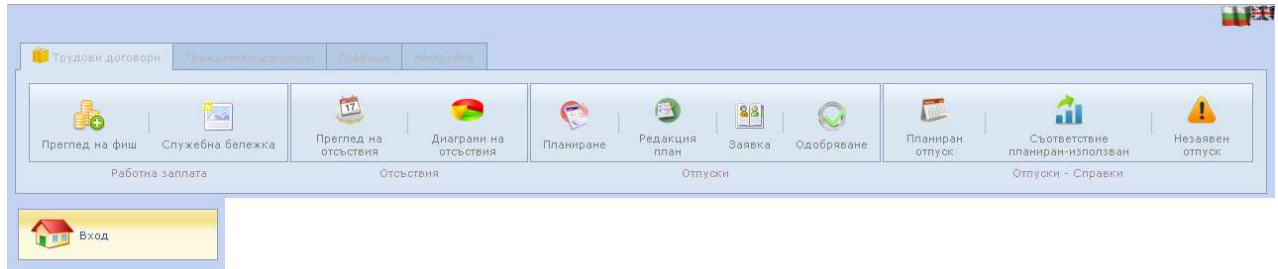 Трудови договори Граждански договори Графици Настройки
17
Преглед на фиш Служебна бележка Преглед на отсъствия Диаграми на отсъствия Планиране Редакция план Заявка Одобряване Планиран отпуск Съответствие планиран-използван Незаявен отпуск
Работна заплата Отсъствия Отпуски Отпуски - Справки
Вход